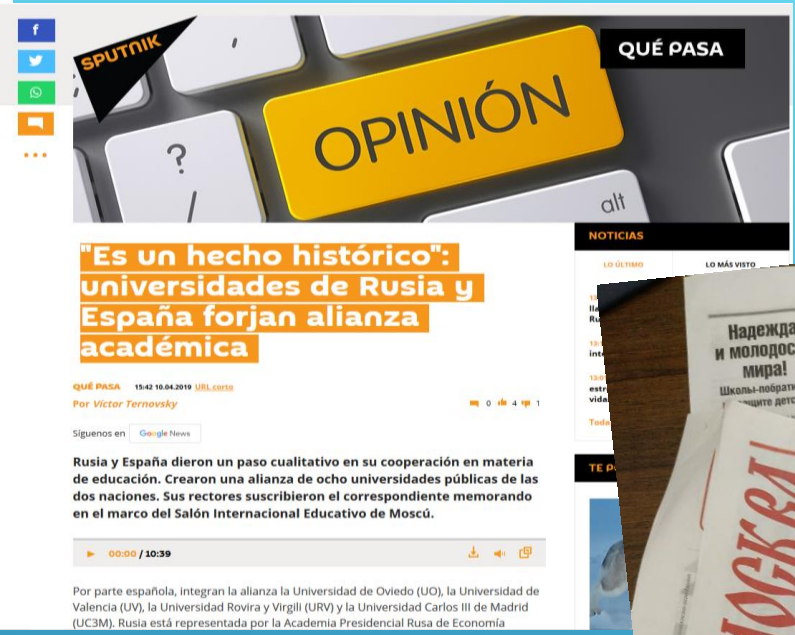 f
SPUTNIK
QUÉ PASA
OPINIÓN
?
/
alt
"Es un hecho histórico":
universidades de Rusia y
España forjan alianza
académica
QUÉ PASA 15:42 10.04.2019 URL corto
Por Víctor Ternovsky
0 4 1
Síguenos en Google News
Rusia y España dieron un paso cualitativo en su cooperación en materia
de educación. Crearon una alianza de ocho universidades públicas de las
dos naciones. Sus rectores suscribieron el correspondiente memorando
en el marco del Salón Internacional Educativo de Moscú.
00:00 / 10:39
Por parte española, integran la alianza la Universidad de Oviedo (UO), la Universidad de
Valencia (UV), la Universidad Rovira y Virgili (URV) y la Universidad Carlos III de Madrid
(UC3M). Rusia está representada por la Academia Presidencial Rusa de Economía
NOTICIAS
LO ÚLTIMO LO MÁS VISTO
TE
Надежда
и молодос
мира!
Школы-побрати